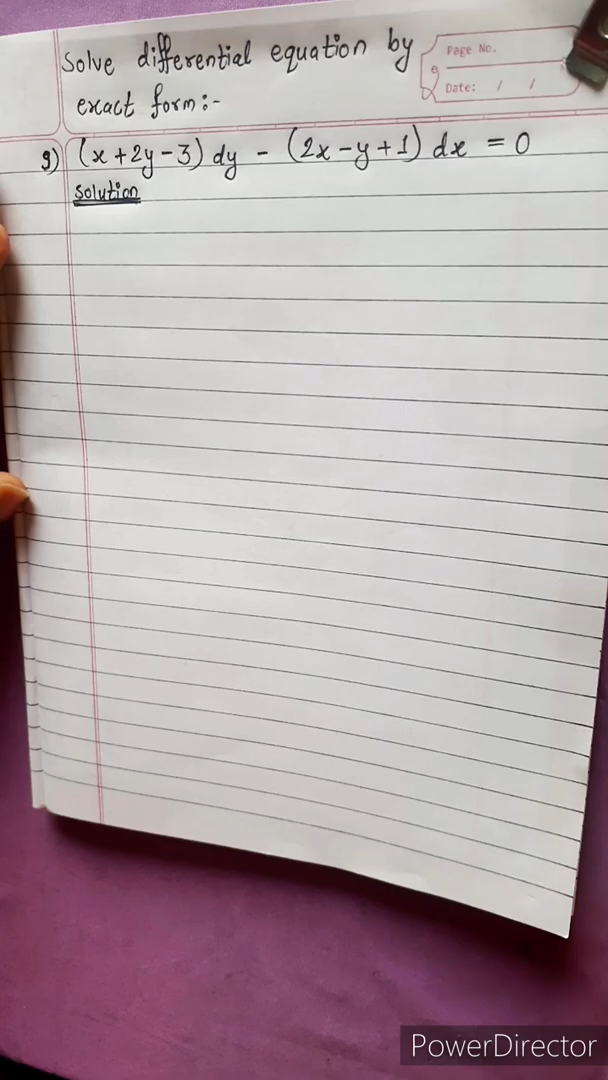 Solve differential equation by
exact form:-
Page No.
Date: / /
9) (x+2y-3) dy - (2x-y+1) dx = 0
Solution
PowerDirector